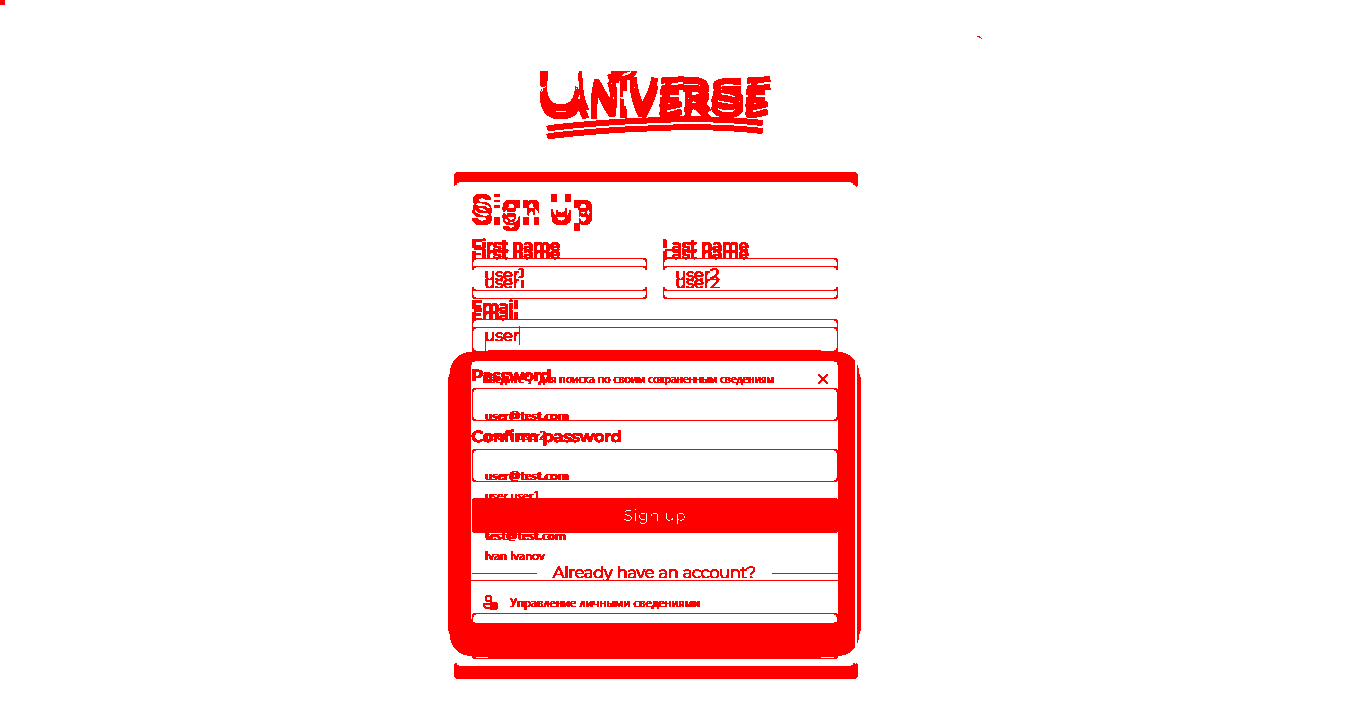 UNIVERSE
Sign Up
First name Last name
user1 user2
Email
user
Password
для поиска по своим сохраненным сведениям
user@test.com
Confirm password
user@test.com
user user1
Sign up
test@test.com
Ivan Ivanov
Already have an account?
Управление личными сведениями